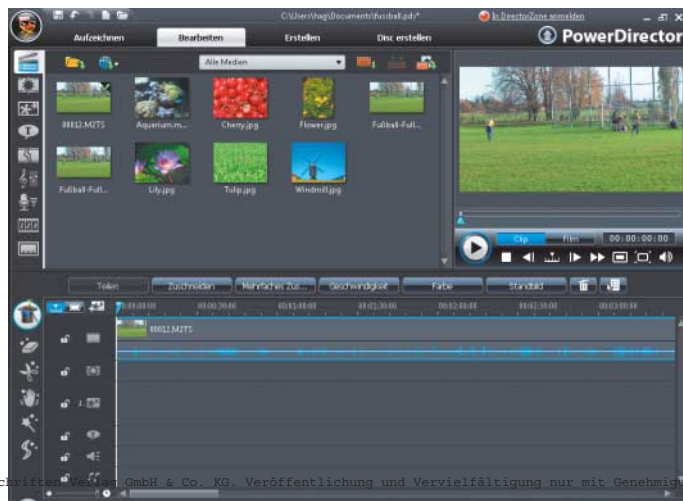 C:\Users\hag\Documents\fussball.pds*
In DirectorZone anmelden
Aufzeichnen
Bearbeiten
Erstellen
Disc erstellen
PowerDirector
Alle Medien
00012.M2TS
Aquarium.m...
Cherry.jpg
Flower.jpg
Fußball-Full...
Fußball-Full...
Lily.jpg
Tulip.jpg
Windmill.jpg
Clip
Film
00:00:00:00
Teilen
Zuschneiden
Mehrfaches Zus...
Geschwindigkeit
Farbe
Standbild
00012.M2TS
Verlag GmbH & Co. KG. Veröffentlichung und Vervielfältigung nur mit